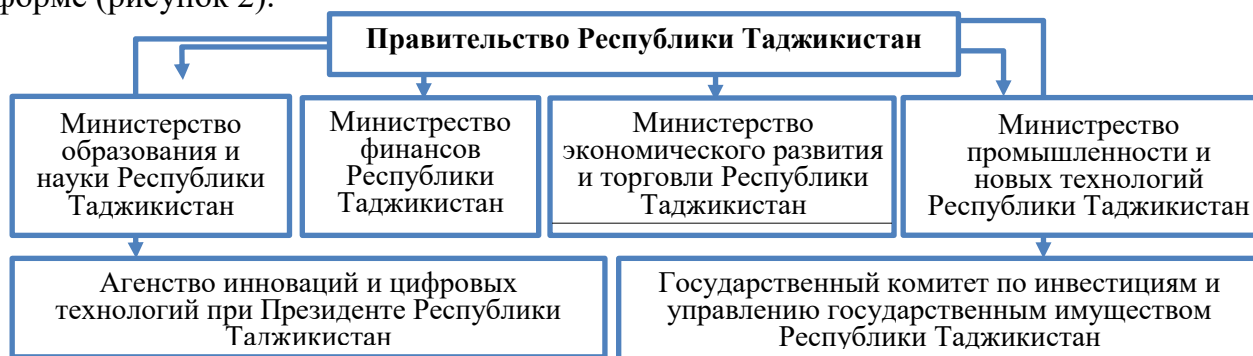 форме (рисунок 2).
Правительство Республики Таджикистан
Министерство
образования и
науки Республики
Таджикистан
Министрество
финансов
Республики
Таджикистан
Министерство
экономического развития
и торговли Республики
Таджикистан
Министрество
промышленности и
новых технологий
Республики Таджикистан
Агенство инноваций и цифровых
технологий при Президенте Республики
Таджикистан
Государственный комитет по инвестициям и
управлению государственным имуществом
Республики Таджикистан